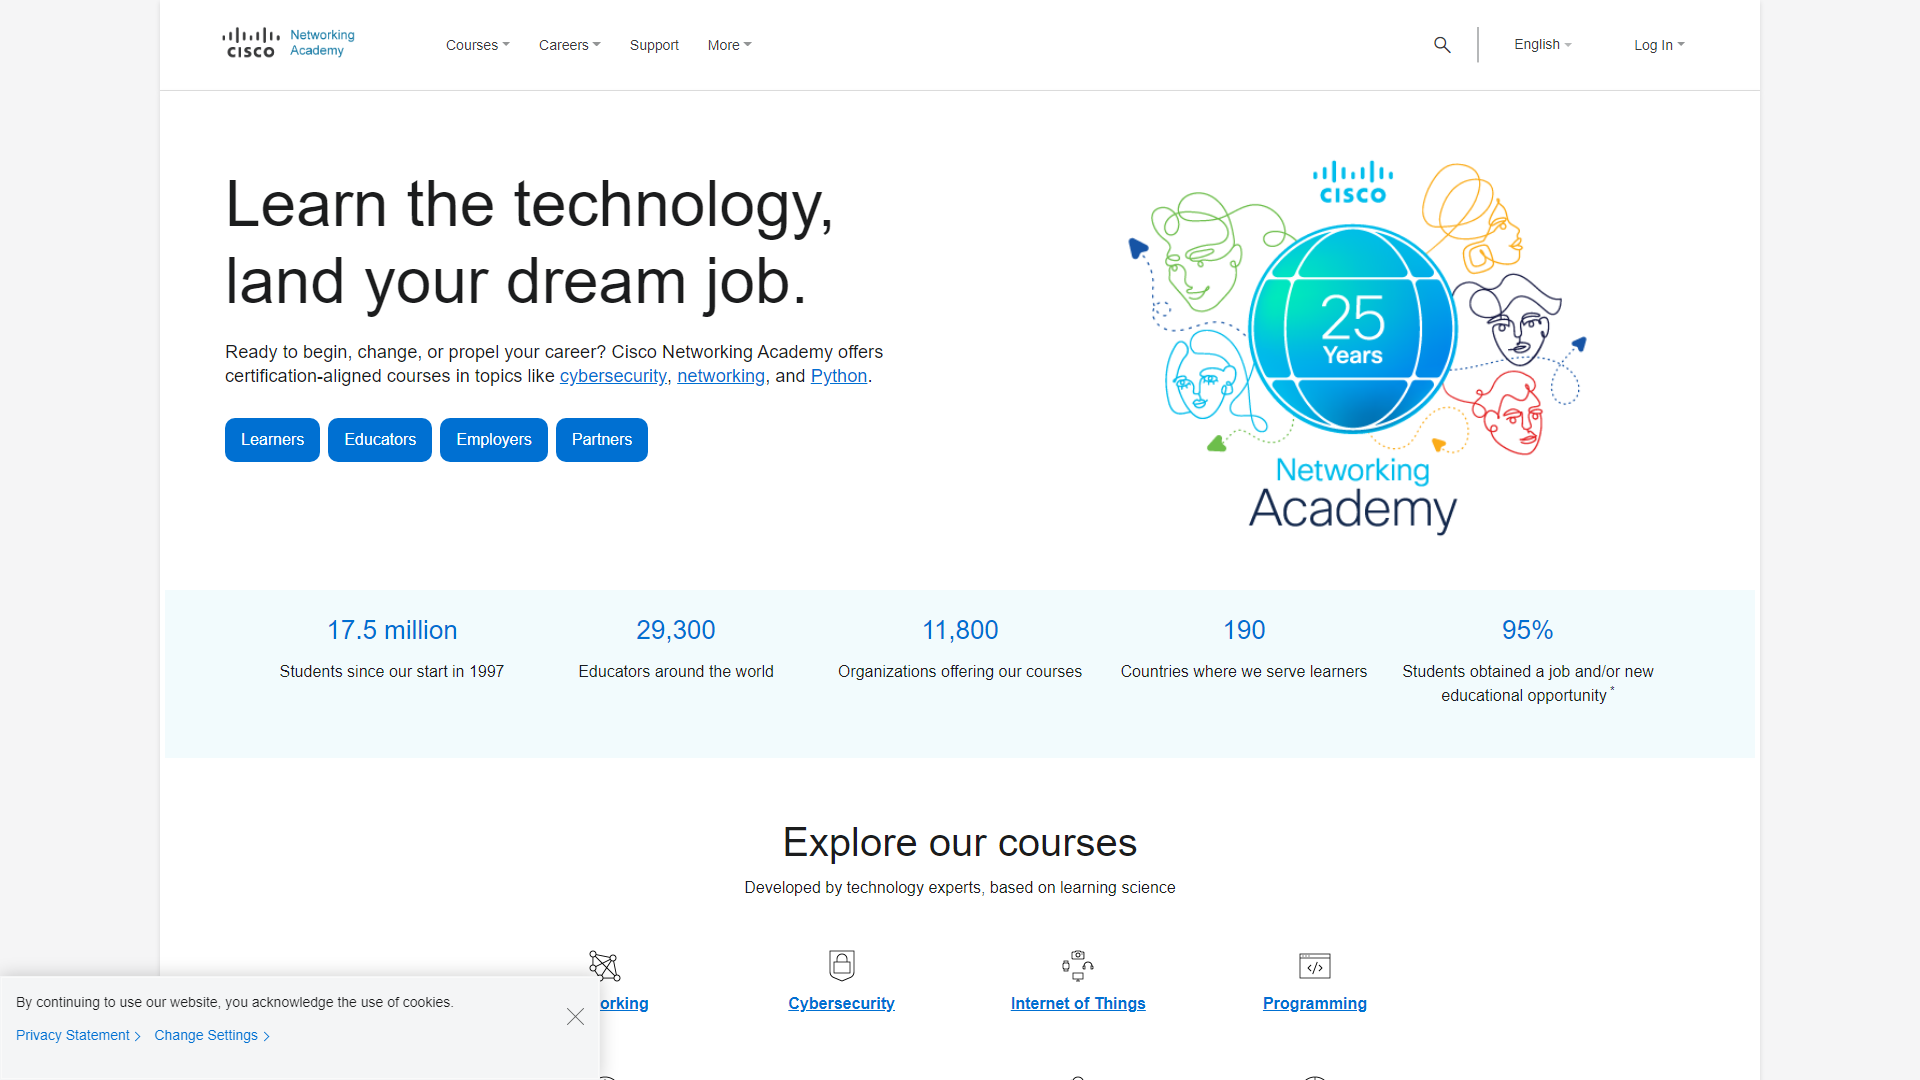 CISCO Networking Academy
Courses
Careers
Support
More
English
Log In
Learn the technology,
land your dream job.
Ready to begin, change, or propel your career? Cisco Networking Academy offers
certification-aligned courses in topics like cybersecurity, networking, and Python.
Learners
Educators
Employers
Partners
CISCO
25
Years
Networking
Academy
17.5 million
Students since our start in 1997
29,300
Educators around the world
11,800
Organizations offering our courses
190
Countries where we serve learners
95%
Students obtained a job and/or new
educational opportunity *
Explore our courses
Developed by technology experts, based on learning science
orking
Cybersecurity
Internet of Things
</>
Programming
By continuing to use our website, you acknowledge the use of cookies.
Privacy Statement >
Change Settings >